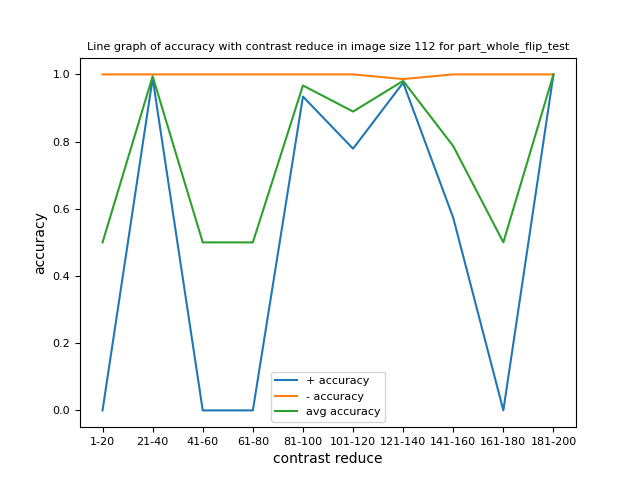 Line graph of accuracy with contrast reduce in image size 112 for part_whole_flip_test
1.0
0.8
0.6
0.4
0.2
0.0
accuracy
+ accuracy
- accuracy
avg accuracy
1-20 21-40 41-60 61-80 81-100 101-120 121-140 141-160 161-180 181-200
contrast reduce